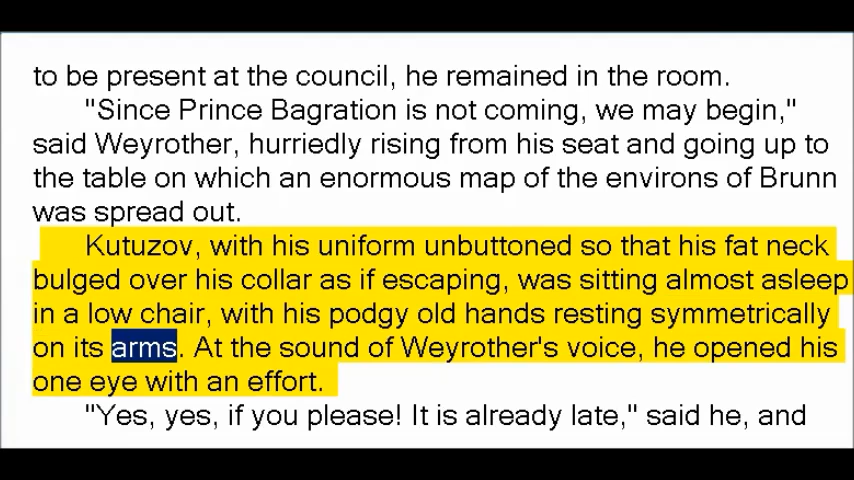 to be present at the council, he remained in the room.
"Since Prince Bagration is not coming, we may begin,"
said Weyrother, hurriedly rising from his seat and going up to
the table on which an enormous map of the environs of Brunn
was spread out.
Kutuzov, with his uniform unbuttoned so that his fat neck
bulged over his collar as if escaping, was sitting almost asleep
in a low chair, with his podgy old hands resting symmetrically
on its arms. At the sound of Weyrother's voice, he opened his
one eye with an effort.
"Yes, yes, if you please! It is already late," said he, and